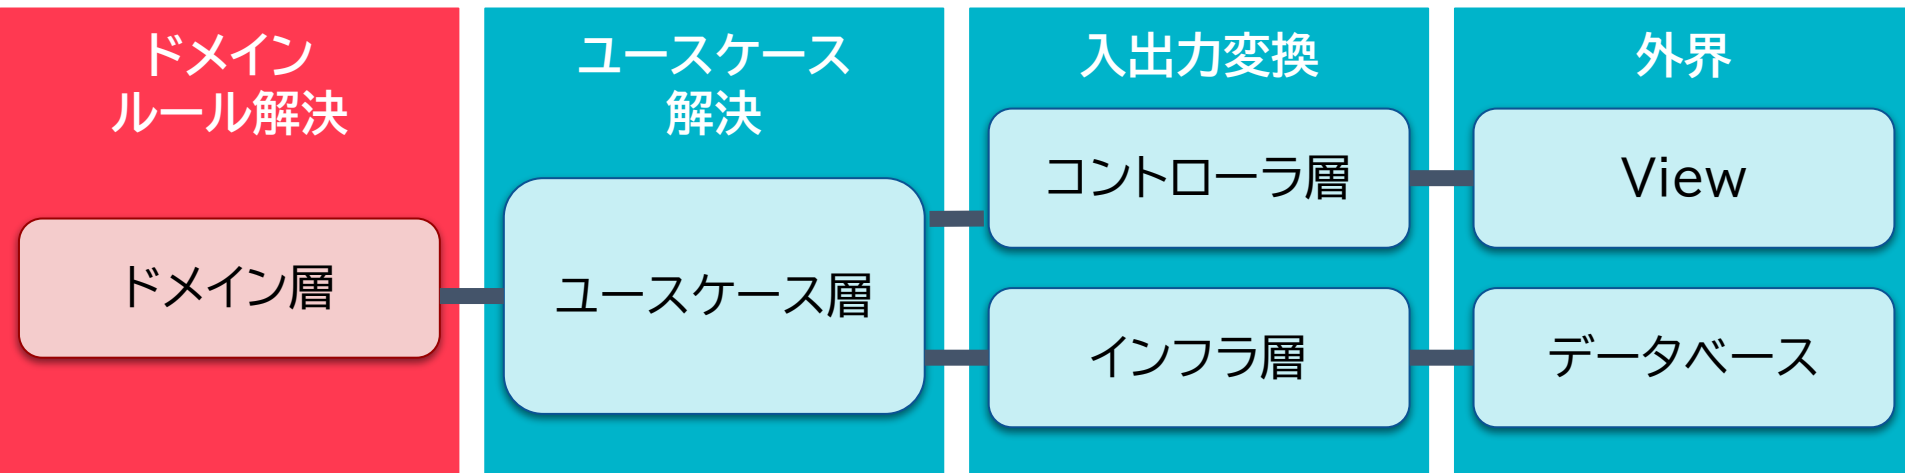 ドメイン
ルール解決
ユースケース
解決
入出力変換
外界
ドメイン層
ユースケース層
コントローラ層
View
インフラ層
データベース